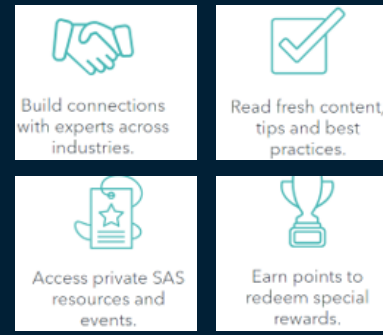 Build connections
with experts across
industries.
Read fresh content,
tips and best
practices.
Access private SAS
resources and
events.
Earn points to
redeem special
rewards.